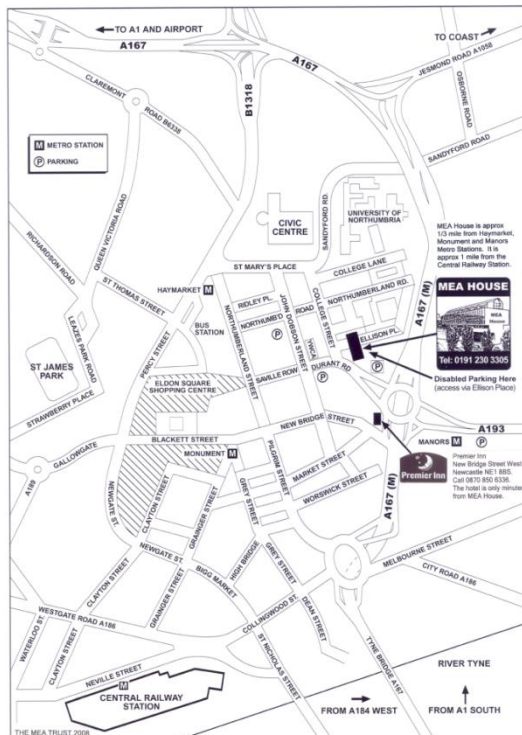 TO A1 AND AIRPORT
A167
TO COAST
A167
JESMOND ROAD A1058
CLAREMONT
ROAD B6338
B1318
OSBORNE ROAD
M METRO STATION
P PARKING
SANDYFORD ROAD
QUEEN VICTORIA ROAD
RICHARDSON ROAD
CIVIC
CENTRE
SANDYFORD RD.
UNIVERSITY OF
NORTHUMBRIA
MEA House is approx
1/3 mile from Haymarket,
Monument and Manors
Metro Stations. It is
approx 1 mile from the
Central Railway Station.
ST MARY'S PLACE
COLLEGE LANE
ST THOMAS STREET
HAYMARKET M
RIDLEY PL.
NORTHUMB'D ROAD
JOHN DOBSON STREET
COLLEGE STREET
NORTHUMBERLAND RD.
A167 (M)
MEA HOUSE
MEA
House
Tel: 0191 230 3305
LEAZES PARK ROAD
BUS
STATION
NORTHUMBERLAND STREET
P
YWCA
ELLISON PL.
ST JAMES
PARK
PERCY STREET
SAVILLE ROW
DURANT RD
P
P
Disabled Parking Here
(access via Ellison Place)
ELDON SQUARE
SHOPPING CENTRE
STRAWBERRY PLACE
NEW BRIDGE STREET
A193
BLACKETT STREET
MANORS M
P
GALLOWGATE
MONUMENT M
PILGRIM STREET
MARKET STREET
WORSWICK STREET
A167 (M)
Premier Inn
Premier Inn
New Bridge Street West
Newcastle NE1 8BS.
Call 0870 850 6336.
The hotel is only minute
from MEA House.
A189
NEWGATE ST.
CLAYTON STREET
GRAINGER STREET
GREY STREET
NEWGATE ST.
BIGG MARKET
HIGH BRIDGE
GREY STREET
MELBOURNE STREET
CITY ROAD A186
CLAYTON STREET
GRAINGER STREET
COLLINGWOOD ST.
DEAN STREET
WESTGATE ROAD A186
WATERLOO ST.
CLAYTON STREET
NEVILLE STREET
ST NICHOLAS STREET
TYNE BRIDGE A167
RIVER TYNE
M
CENTRAL RAILWAY
STATION
FROM A184 WEST
FROM A1 SOUTH
THE MEA TRUST 2008